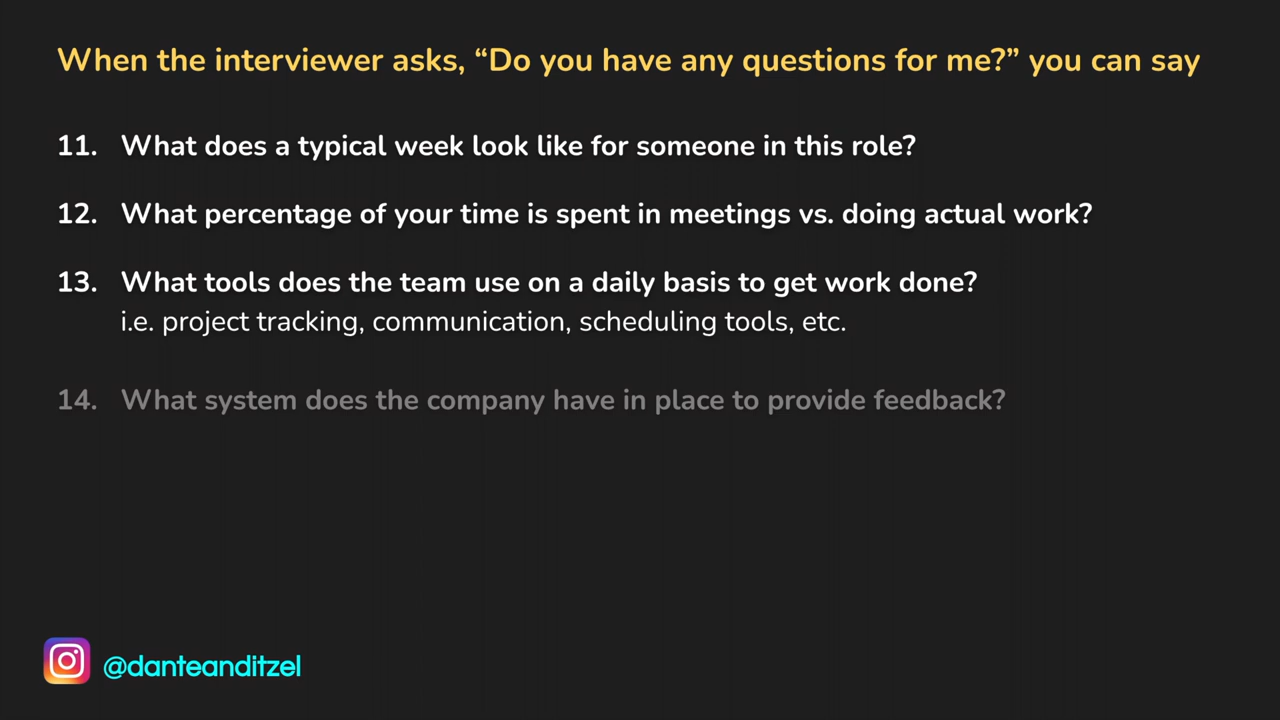 When the interviewer asks, “Do you have any questions for me?” you can say
11. What does a typical week look like for someone in this role?
12. What percentage of your time is spent in meetings vs. doing actual work?
13. What tools does the team use on a daily basis to get work done?
i.e. project tracking, communication, scheduling tools, etc.
14. What system does the company have in place to provide feedback?
@danteanditzel